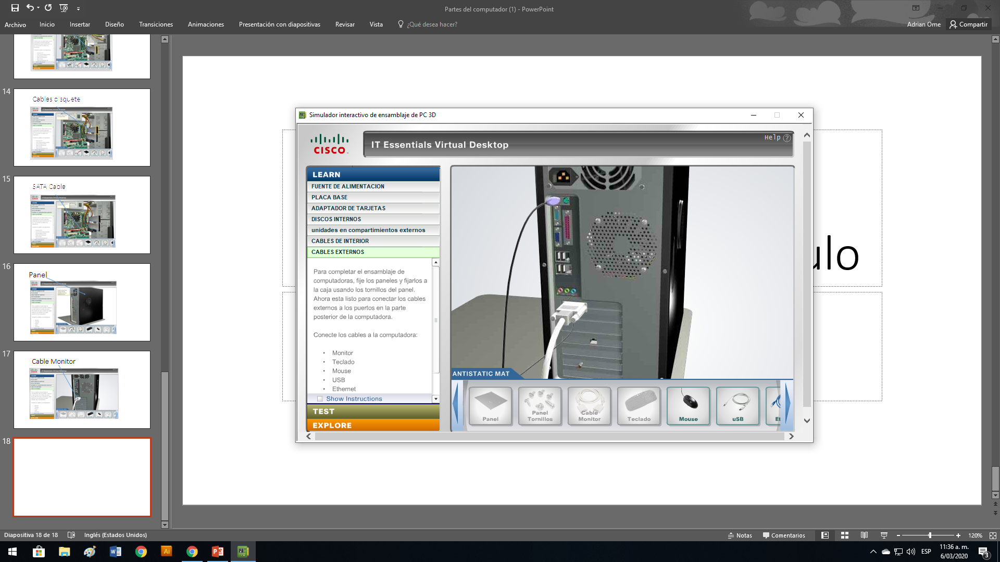 Partes del computador (1) - PowerPoint
Archivo
Inicio
Insertar
Diseño
Transiciones
Animaciones
Presentación con diapositivas
Revisar
Vista
¿Qué desea hacer?
Adrian Ome
Compartir
14
Cables disquete
15
SATA Cable
16
Panel
17
Cable Monitor
18
ulo
Simulador interactivo de ensamblaje de PC 3D
CISCO
IT Essentials Virtual Desktop
Help ?
LEARN
FUENTE DE ALIMENTACION
PLACA BASE
ADAPTADOR DE TARJETAS
DISCOS INTERNOS
unidades en compartimientos externos
CABLES DE INTERIOR
CABLES EXTERNOS
Para completar el ensamblaje de
computadoras, fije los paneles y fijarlos a
la caja usando los tornillos del panel.
Ahora esta listo para conectar los cables
externos a los puertos en la parte
posterior de la computadora.
Conecte los cables a la computadora:
• Monitor
• Teclado
• Mouse
• USB
• Ethernet
Show Instructions
TEST
EXPLORE
ANTISTATIC MAT
Panel
Panel
Tornillos
Cable
Monitor
Teclado
Mouse
uSB
Et
Diapositiva 18 de 18
Inglés (Estados Unidos)
Notas
Comentarios
120%
ESP
11:36 a. m.
6/03/2020
3